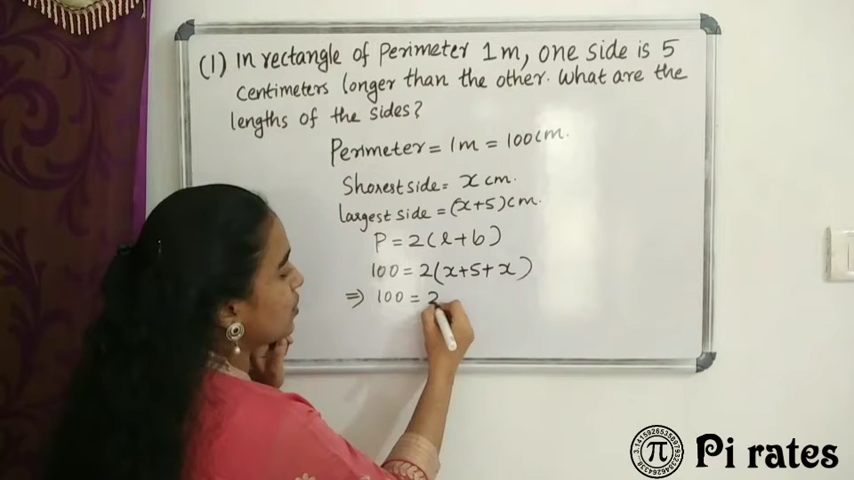 (1) In rectangle of Perimeter 1m, one side is 5
centimeters longer than the other. What are the
lengths of the sides?
Perimeter = 1m = 100cm.
Shorest side = x cm.
largest side = (x+5)cm.
P = 2(l+b)
100 = 2(x+5+x)
⇒ 100 = 2
π
Pi rates